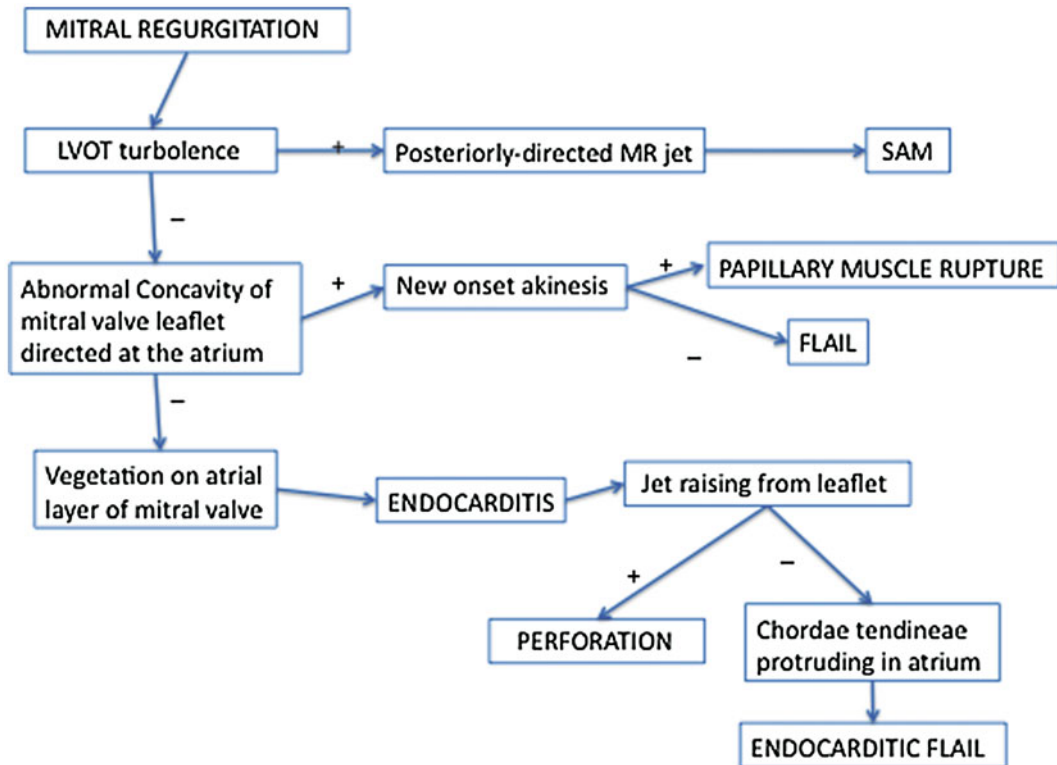 MITRAL REGURGITATION
LVOT turbolence
+
Posteriorly-directed MR jet
SAM
–
Abnormal Concavity of
mitral valve leaflet
directed at the atrium
+
New onset akinesis
+
PAPILLARY MUSCLE RUPTURE
–
FLAIL
–
Vegetation on atrial
layer of mitral valve
ENDOCARDITIS
Jet raising from leaflet
+
–
PERFORATION
Chordae tendineae
protruding in atrium
ENDOCARDITIC FLAIL